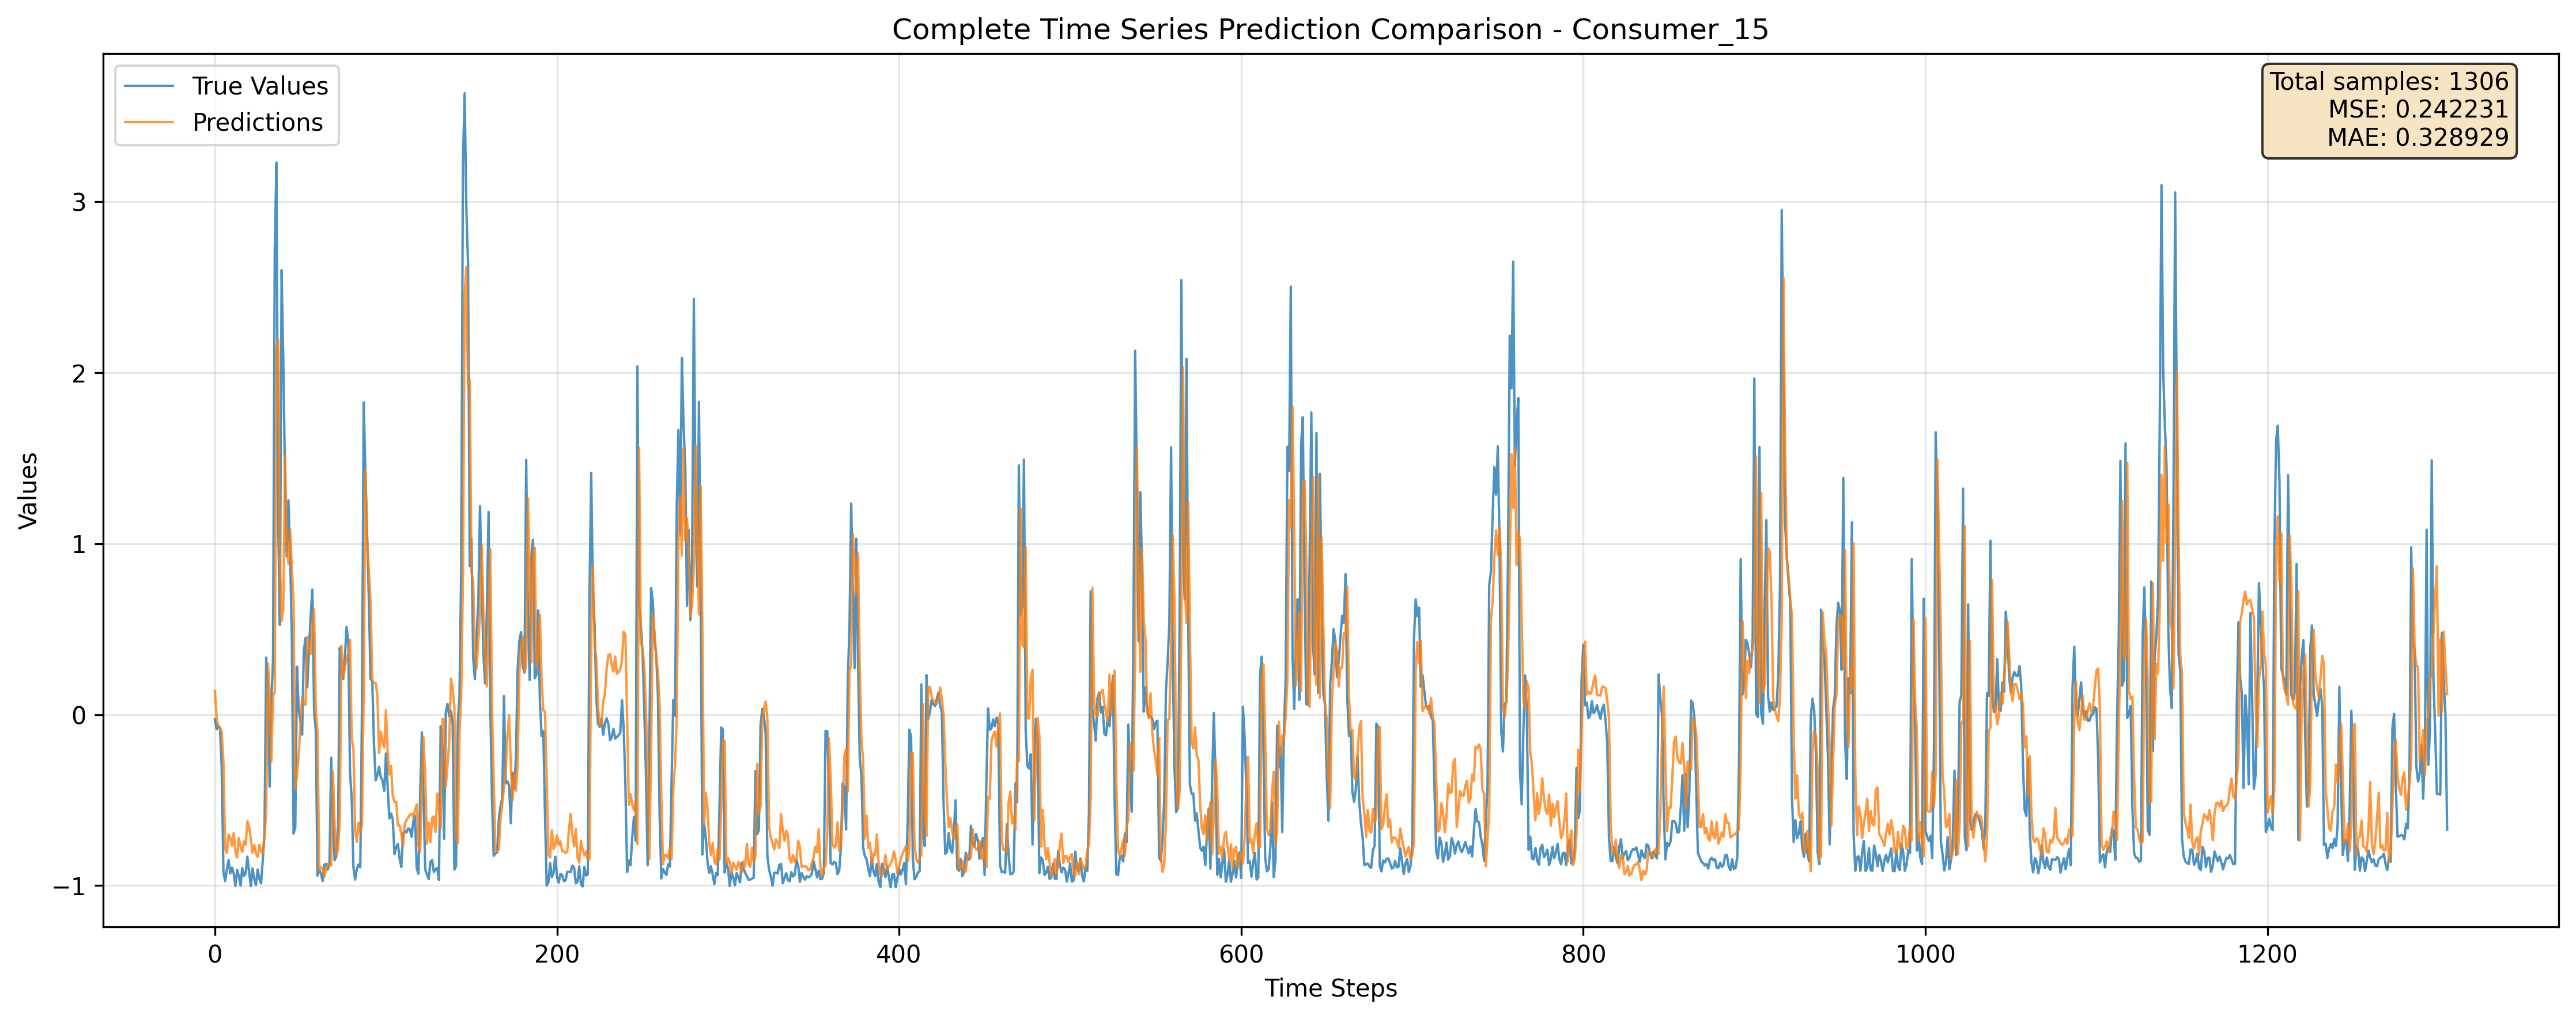 Complete Time Series Prediction Comparison - Consumer_15
True Values
Predictions
Total samples: 1306
MSE: 0.242231
MAE: 0.328929
3
2
1
0
−1
Values
0
200
400
600
800
1000
1200
Time Steps